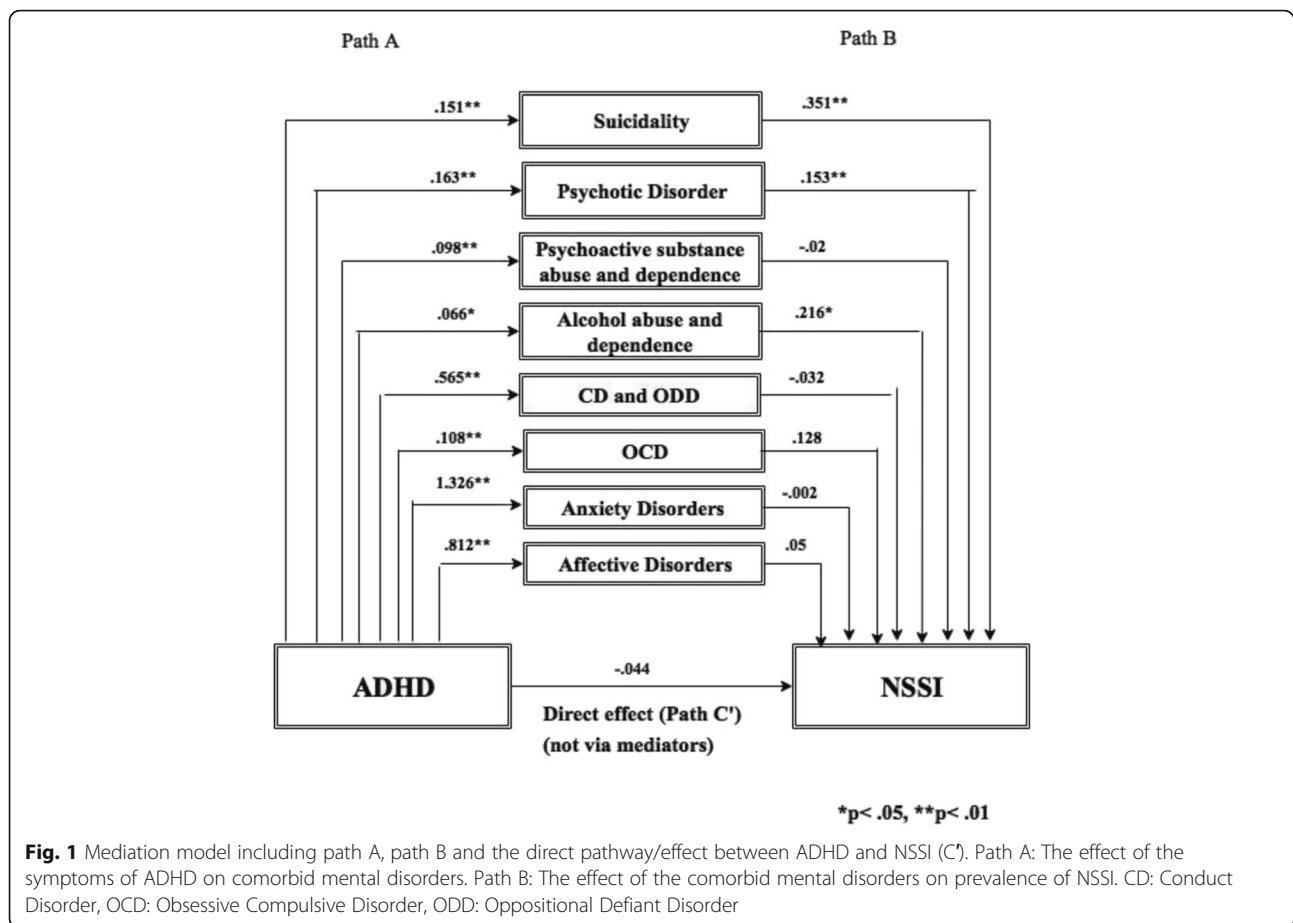 Path A
Path B
.151**
Suicidality
.351**
.163**
Psychotic Disorder
.153**
.098**
Psychoactive substance
abuse and dependence
-.02
.066*
Alcohol abuse and
dependence
.216*
.565**
CD and ODD
-.032
.108**
OCD
.128
1.326**
Anxiety Disorders
-.002
.812**
Affective Disorders
.05
ADHD
-.044
NSSI
Direct effect (Path C')
(not via mediators)
*p< .05, **p< .01
Fig. 1 Mediation model including path A, path B and the direct pathway/effect between ADHD and NSSI (C'). Path A: The effect of the
symptoms of ADHD on comorbid mental disorders. Path B: The effect of the comorbid mental disorders on prevalence of NSSI. CD: Conduct
Disorder, OCD: Obsessive Compulsive Disorder, ODD: Oppositional Defiant Disorder